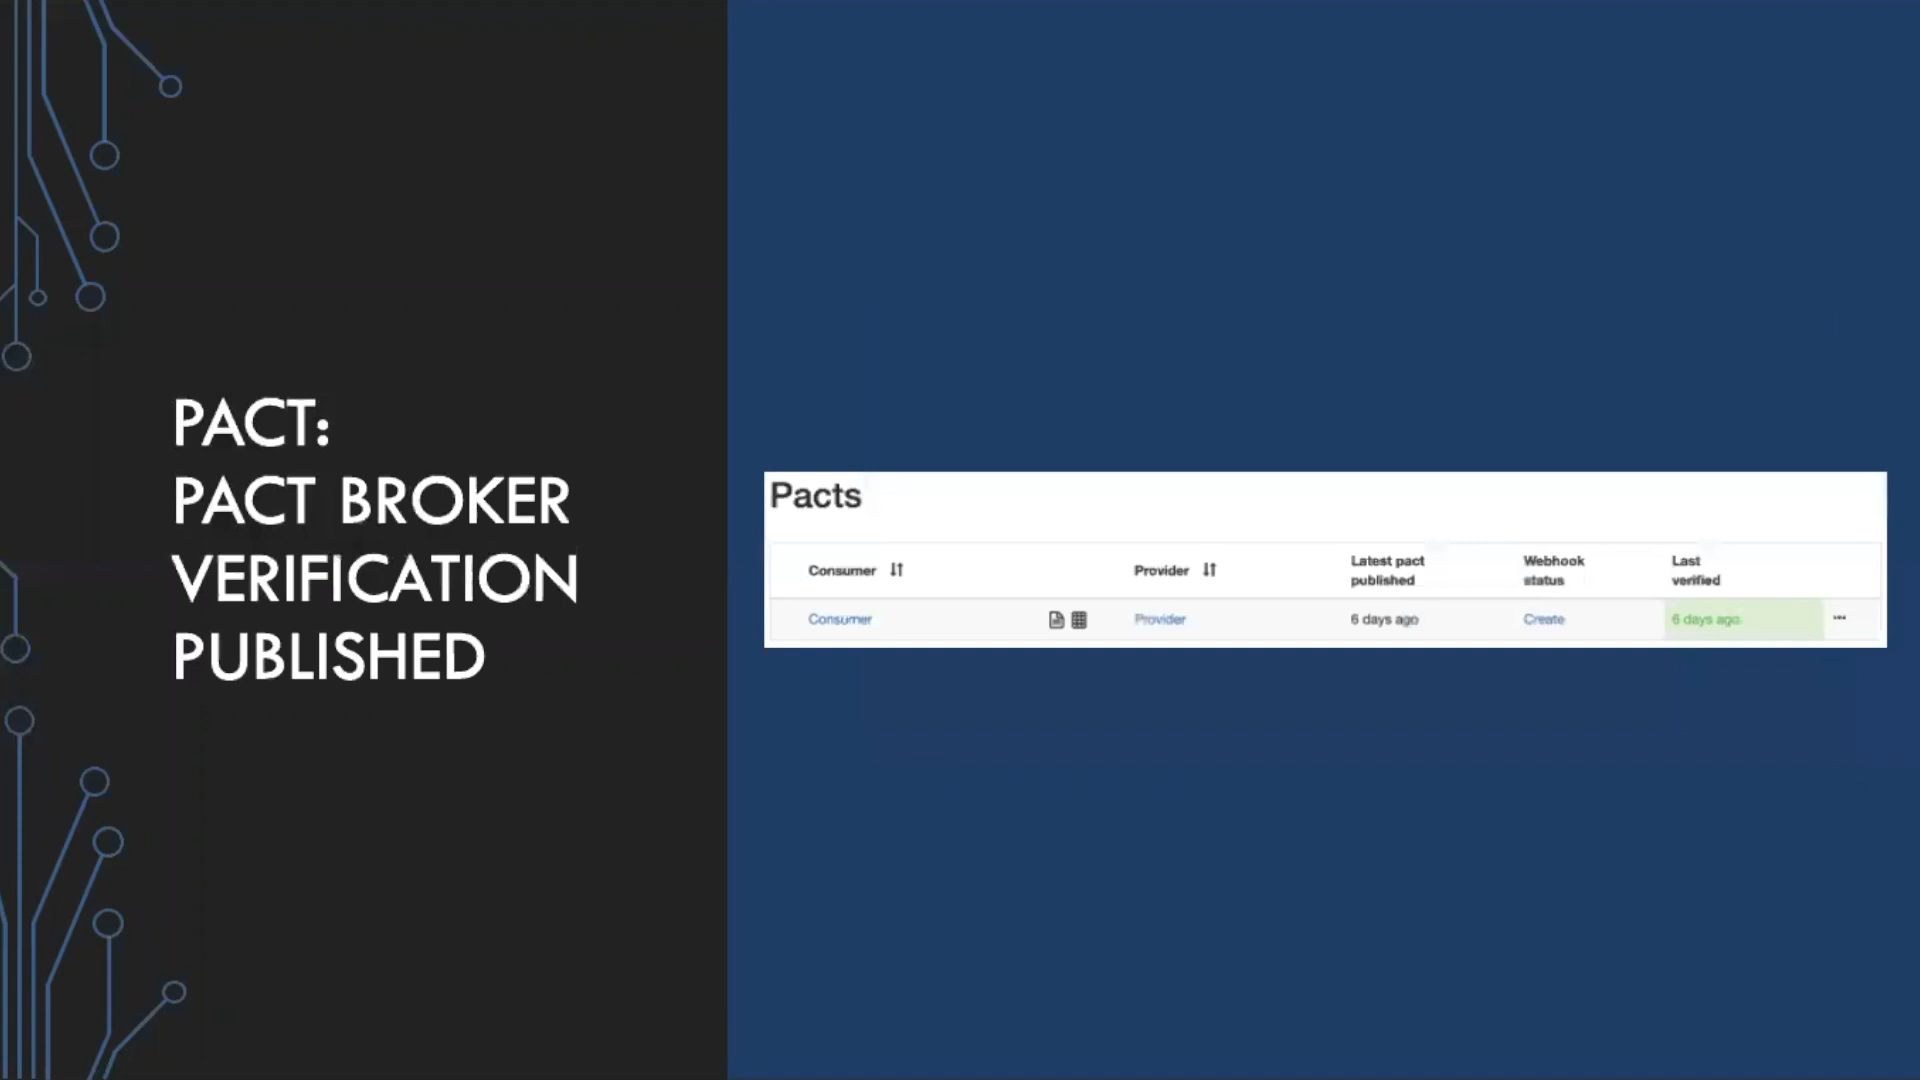 PACT:
PACT BROKER
VERIFICATION
PUBLISHED
Pacts
Consumer Provider Latest pact published Webhook status Last verified
Consumer Provider 6 days ago Create 6 days ago ...